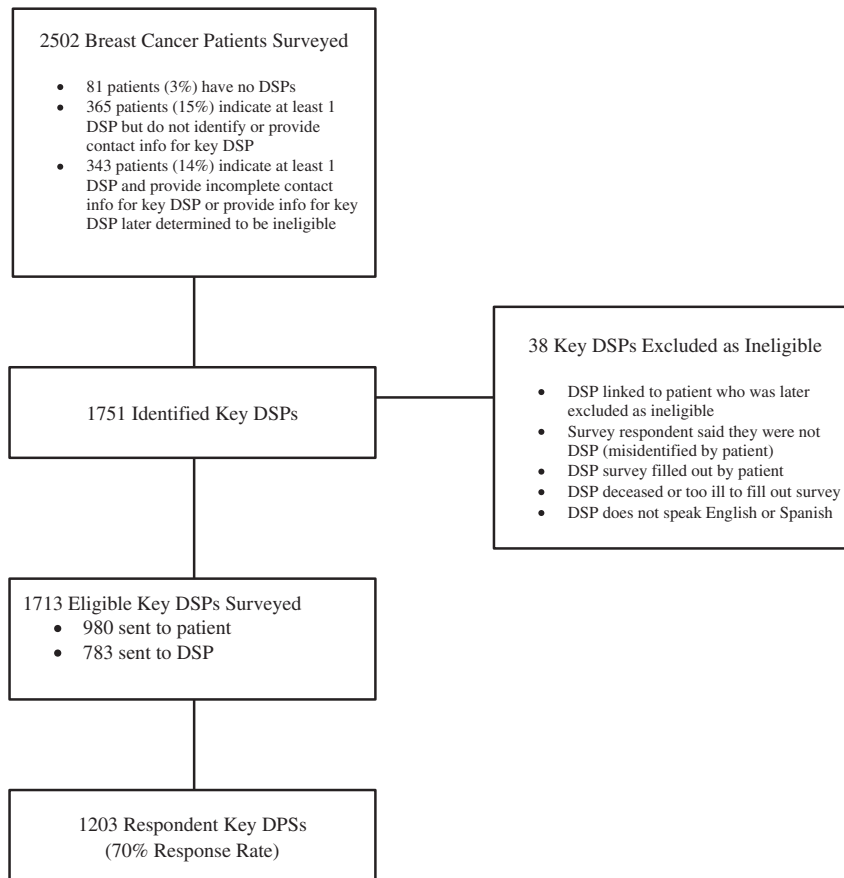 2502 Breast Cancer Patients Surveyed
• 81 patients (3%) have no DSPs
• 365 patients (15%) indicate at least 1
DSP but do not identify or provide
contact info for key DSP
• 343 patients (14%) indicate at least 1
DSP and provide incomplete contact
info for key DSP or provide info for key
DSP later determined to be ineligible
1751 Identified Key DSPs
38 Key DSPs Excluded as Ineligible
• DSP linked to patient who was later
excluded as ineligible
• Survey respondent said they were not
DSP (misidentified by patient)
• DSP survey filled out by patient
• DSP deceased or too ill to fill out survey
• DSP does not speak English or Spanish
1713 Eligible Key DSPs Surveyed
• 980 sent to patient
• 783 sent to DSP
1203 Respondent Key DPSs
(70% Response Rate)